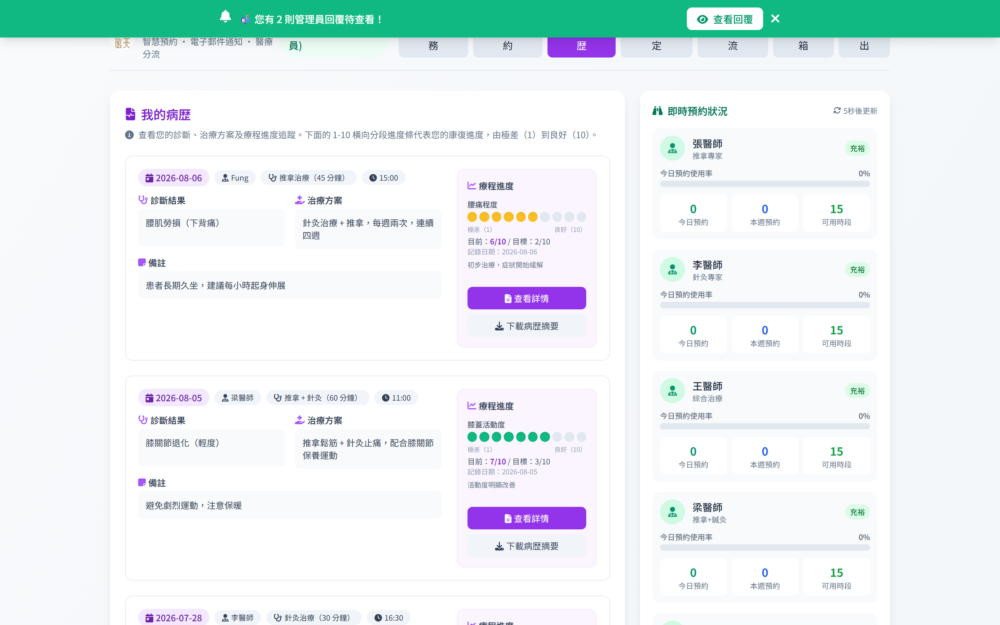 您有 2 則管理員回覆待查看！
查看回覆
智慧預約 • 電子郵件通知 • 醫療
分流
員)
務
約
歷
定
流
箱
出
我的病歷
查看您的診斷、治療方案及療程進度追蹤。下面的 1-10 橫向分段進度條代表您的康復進度，由極差（1）到良好（10）。
2026-08-06
Fung
推拿治療（45 分鐘）
15:00
診斷結果
腰肌勞損（下背痛）
治療方案
針灸治療 + 推拿，每週兩次，連續
四週
備註
患者長期久坐，建議每小時起身伸展
療程進度
腰痛程度
極差（1）
良好（10）
目前：6/10 / 目標：2/10
記錄日期：2026-08-06
初步治療，症狀開始緩解
查看詳情
下載病歷摘要
2026-08-05
梁醫師
推拿 + 針灸（60 分鐘）
11:00
診斷結果
膝關節退化（輕度）
治療方案
推拿鬆筋 + 針灸止痛，配合膝關節
保養運動
備註
避免劇烈運動，注意保暖
療程進度
膝蓋活動度
極差（1）
良好（10）
目前：7/10 / 目標：3/10
記錄日期：2026-08-05
活動度明顯改善
查看詳情
下載病歷摘要
2026-07-28
李醫師
針灸治療（30 分鐘）
16:30
療程進度
即時預約狀況
5秒後更新
張醫師
推拿專家
充裕
今日預約使用率
0%
0
今日預約
0
本週預約
15
可用時段
李醫師
針灸專家
充裕
今日預約使用率
0%
0
今日預約
0
本週預約
15
可用時段
王醫師
綜合治療
充裕
今日預約使用率
0%
0
今日預約
0
本週預約
15
可用時段
梁醫師
推拿+鍼灸
充裕
今日預約使用率
0%
0
今日預約
0
本週預約
15
可用時段